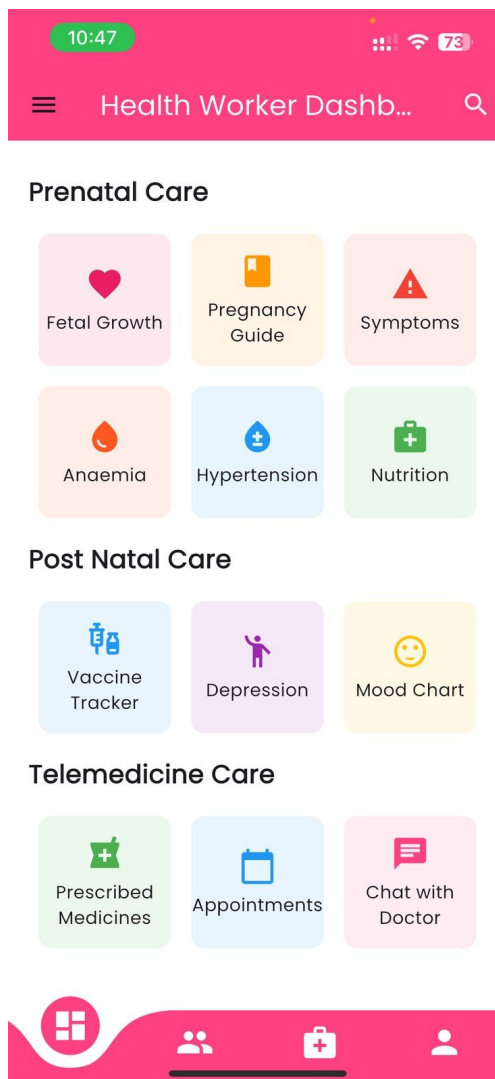 10:47
73
Health Worker Dashb...
Prenatal Care
Fetal Growth
Pregnancy
Guide
Symptoms
Anaemia
Hypertension
Nutrition
Post Natal Care
Vaccine
Tracker
Depression
Mood Chart
Telemedicine Care
Prescribed
Medicines
Appointments
Chat with
Doctor